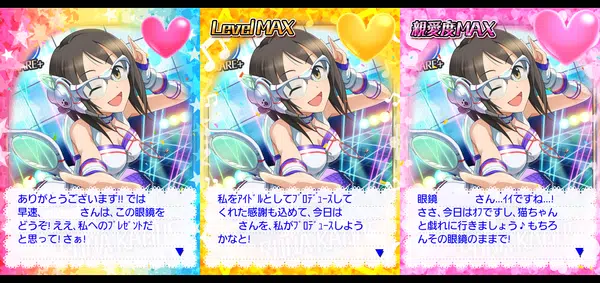 ARE+
ありがとうございます!! では
早速、　　　さんは、この眼鏡を
どうぞ! ええ、私へのﾌﾟﾚｾﾞﾝﾄだ
と思って! さぁ!
Level MAX
ARE+
私をｱｲﾄﾞﾙとしてﾌﾟﾛﾃﾞｭｰｽして
くれた感謝も込めて、今日は
　　　さんを、私がﾌﾟﾛﾃﾞｭｰｽしよう
かなと!
親愛度MAX
ARE+
眼鏡　　　さん…ｲｲですね…!
ささ、今日はｵﾌですし、猫ちゃん
と戯れに行きましょう♪もちろ
んその眼鏡のままで!